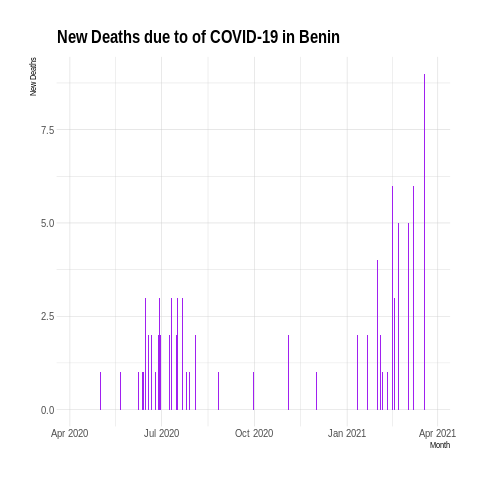 New Deaths due to of COVID-19 in Benin
New Deaths
7.5
5.0
2.5
0.0
Apr 2020 Jul 2020 Oct 2020 Jan 2021 Apr 2021
Month